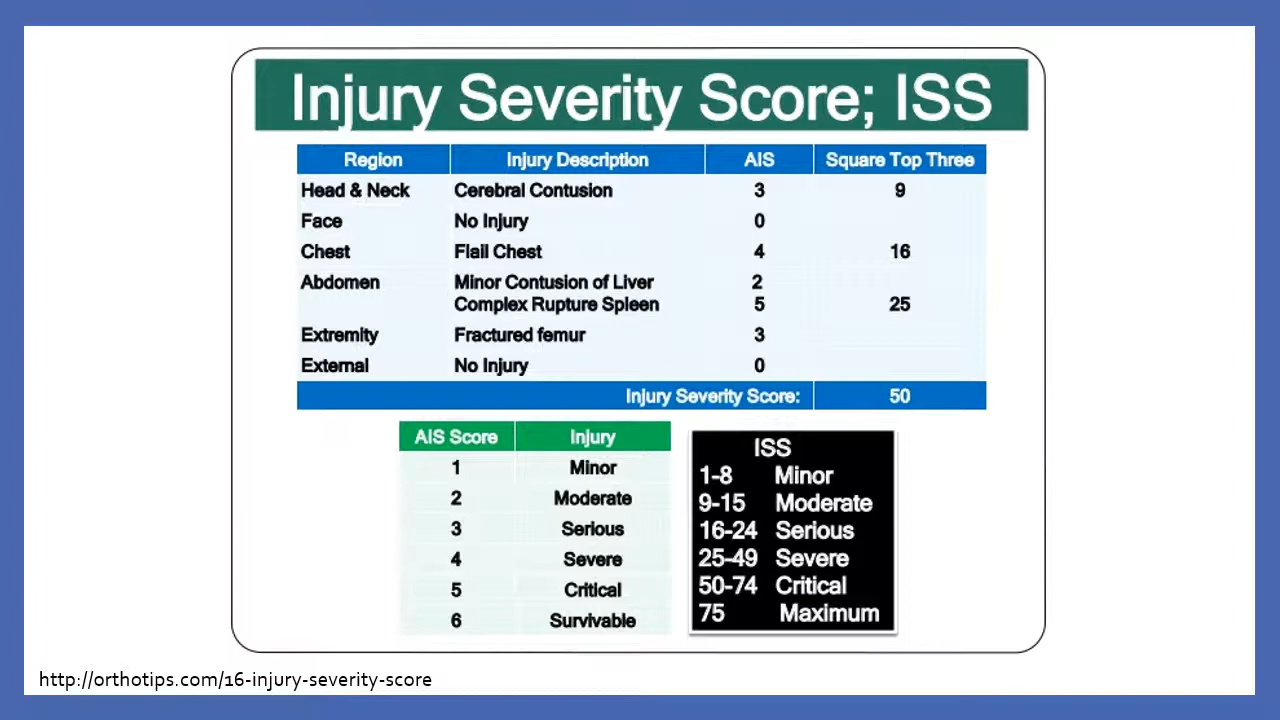 Injury Severity Score; ISS
Region Injury Description AIS Square Top Three
Head & Neck Cerebral Contusion 3 9
Face No Injury 0
Chest Flail Chest 4 16
Abdomen Minor Contusion of Liver 2
Complex Rupture Spleen 5 25
Extremity Fractured femur 3
External No Injury 0
Injury Severity Score: 50
AIS Score Injury
1 Minor
2 Moderate
3 Serious
4 Severe
5 Critical
6 Survivable
ISS
1-8 Minor
9-15 Moderate
16-24 Serious
25-49 Severe
50-74 Critical
75 Maximum
http://orthotips.com/16-injury-severity-score